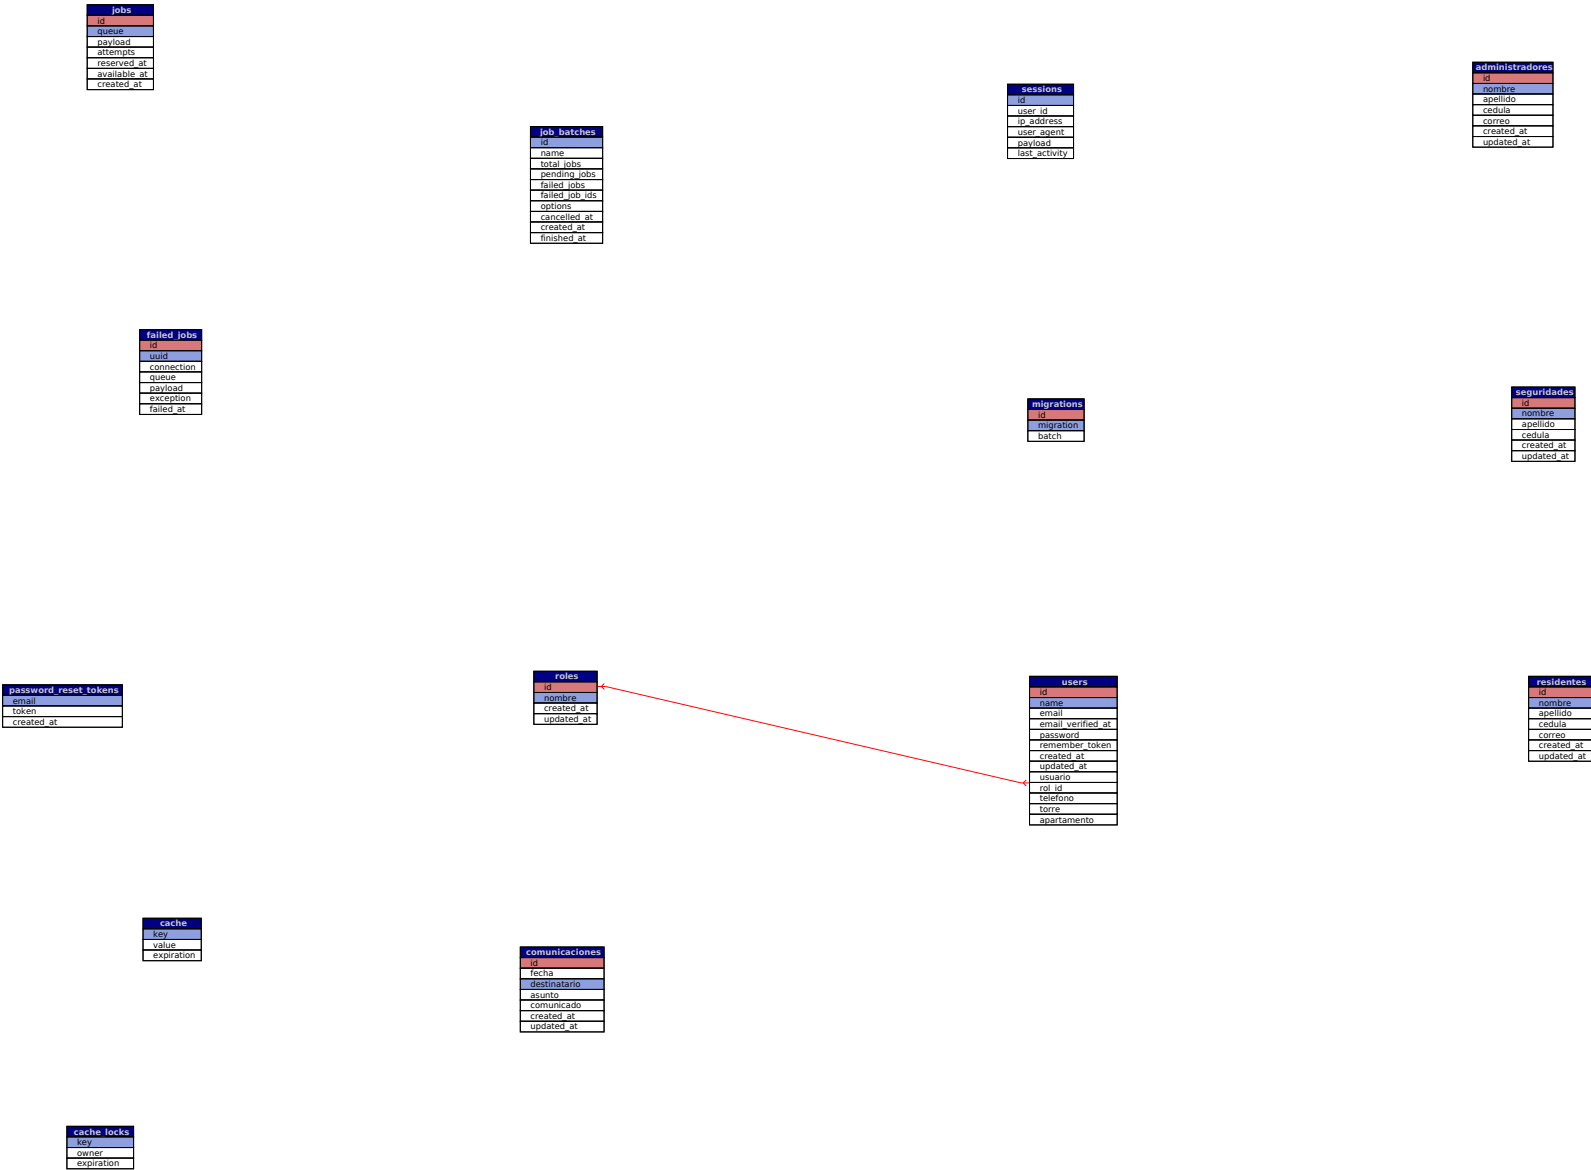 jobs
id
queue
payload
attempts
reserved_at
available_at
created_at
job_batches
id
name
total_jobs
pending_jobs
failed_jobs
failed_job_ids
options
cancelled_at
created_at
finished_at
sessions
id
user_id
ip_address
user_agent
payload
last_activity
administradores
id
nombre
apellido
cedula
correo
created_at
updated_at
failed_jobs
id
uuid
connection
queue
payload
exception
failed_at
migrations
id
migration
batch
seguridades
id
nombre
apellido
cedula
created_at
updated_at
password_reset_tokens
email
token
created_at
roles
id
nombre
created_at
updated_at
users
id
name
email
email_verified_at
password
remember_token
created_at
updated_at
usuario
rol_id
telefono
torre
apartamento
residentes
id
nombre
apellido
cedula
correo
created_at
updated_at
cache
key
value
expiration
comunicaciones
id
fecha
destinatario
asunto
comunicado
created_at
updated_at
cache_locks
key
owner
expiration